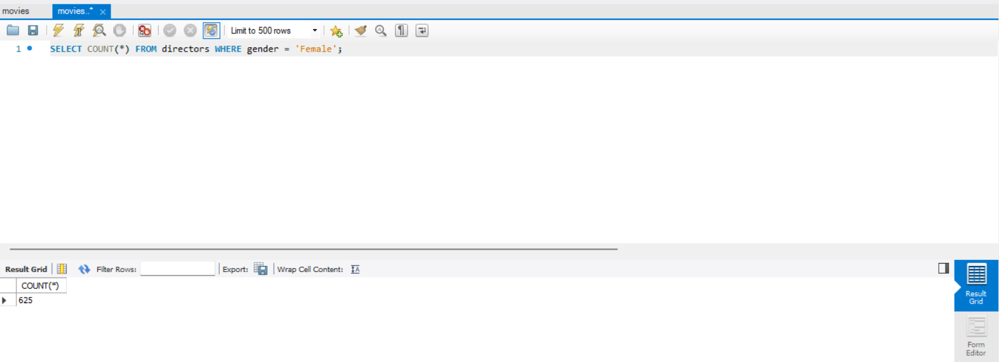 movies
movies..*
Limit to 500 rows
1 SELECT COUNT(*) FROM directors WHERE gender = 'Female';
Result Grid Filter Rows: Export: Wrap Cell Content: IA
COUNT(*)
625
Result
Grid
Form
Editor